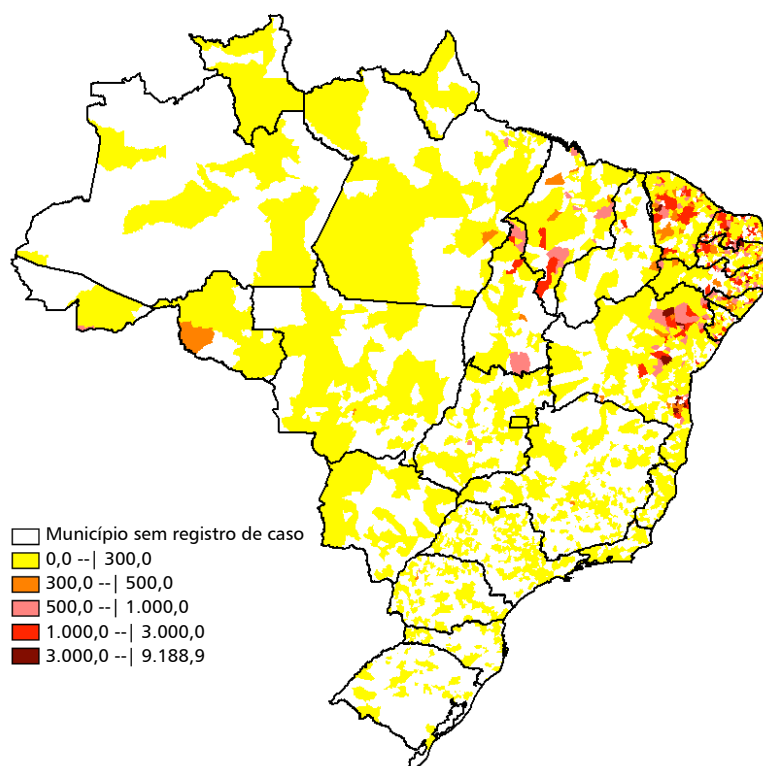 Município sem registro de caso
0,0 --| 300,0
300,0 --| 500,0
500,0 --| 1.000,0
1.000,0 --| 3.000,0
3.000,0 --| 9.188,9